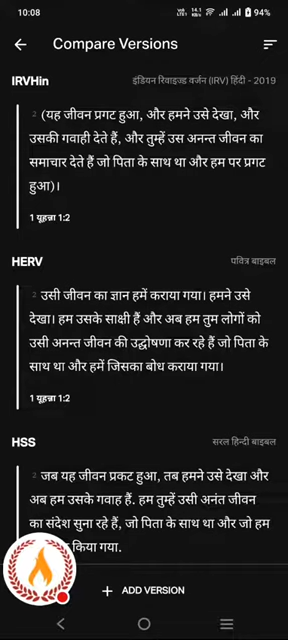 10:08
94%
Compare Versions
IRVHin
इंडियन रिवाइज्ड वर्जन (IRV) हिंदी - 2019
2 (यह जीवन प्रगट हुआ, और हमने उसे देखा, और
उसकी गवाही देते हैं, और तुम्हें उस अनन्त जीवन का
समाचार देते हैं जो पिता के साथ था और हम पर प्रगट
हुआ)।
1 यूहन्ना 1:2
HERV
पवित्र बाइबल
2 उसी जीवन का ज्ञान हमें कराया गया। हमने उसे
देखा। हम उसके साक्षी हैं और अब हम तुम लोगों को
उसी अनन्त जीवन की उद्घोषणा कर रहे हैं जो पिता के
साथ था और हमें जिसका बोध कराया गया।
1 यूहन्ना 1:2
HSS
सरल हिन्दी बाइबल
2 जब यह जीवन प्रकट हुआ, तब हमने उसे देखा और
अब हम उसके गवाह हैं. हम तुम्हें उसी अनंत जीवन
का संदेश सुना रहे हैं, जो पिता के साथ था और जो हम
किया गया.
+ ADD VERSION